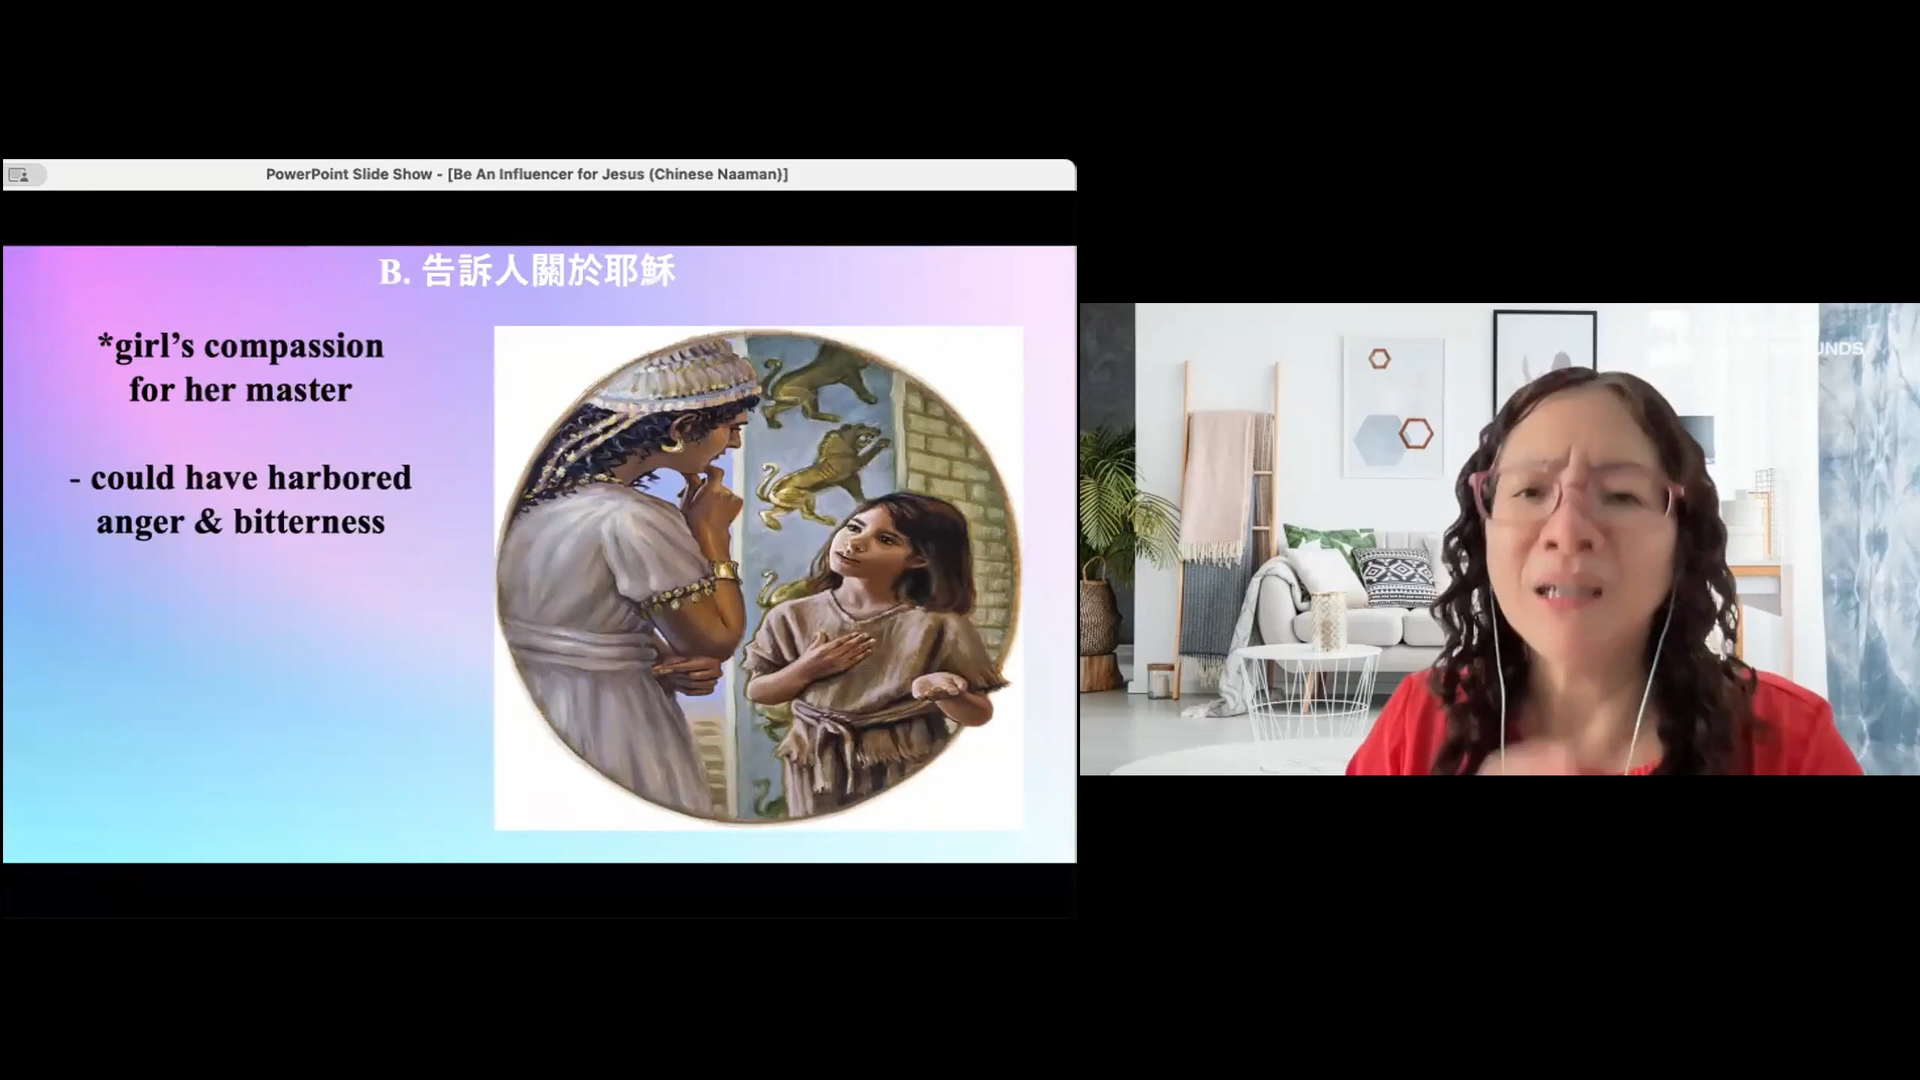 PowerPoint Slide Show - [Be An Influencer for Jesus (Chinese Naaman)]
B. 告訴人關於耶穌
*girl's compassion
for her master
- could have harbored
anger & bitterness